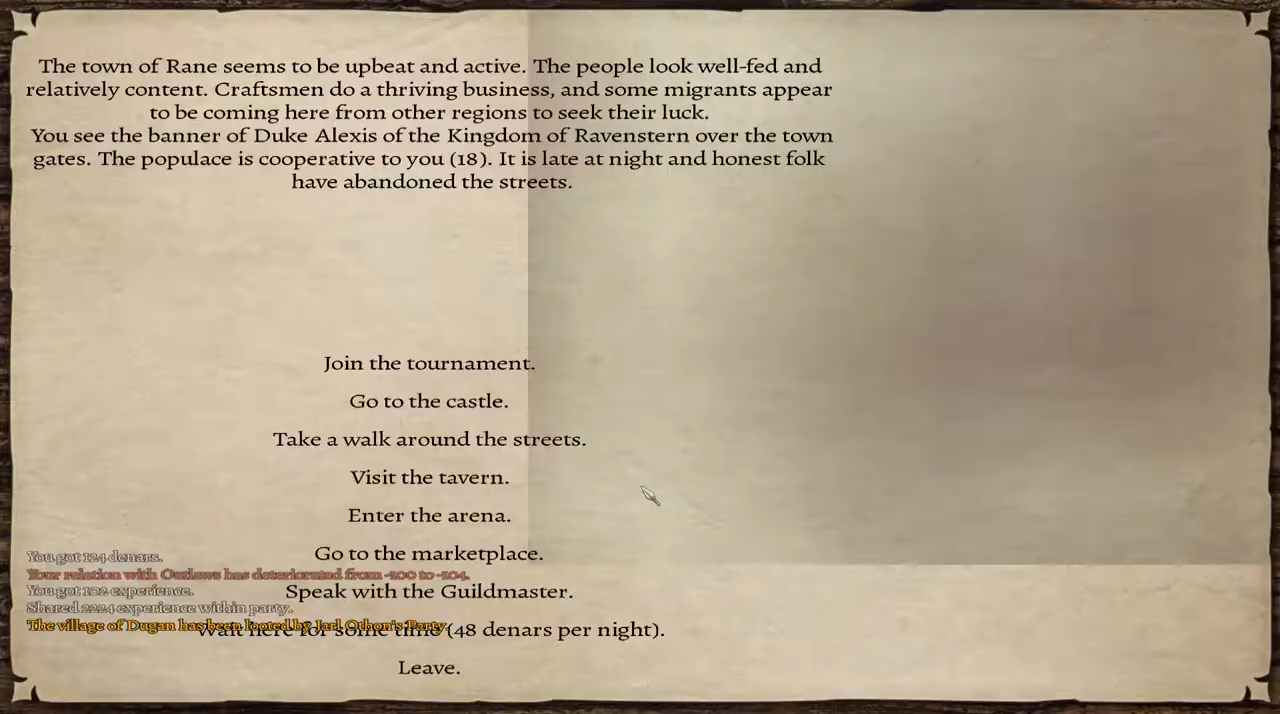 The town of Rane seems to be upbeat and active. The people look well-fed and
relatively content. Craftsmen do a thriving business, and some migrants appear
to be coming here from other regions to seek their luck.
You see the banner of Duke Alexis of the Kingdom of Ravenstern over the town
gates. The populace is cooperative to you (18). It is late at night and honest folk
have abandoned the streets.
Join the tournament.
Go to the castle.
Take a walk around the streets.
Visit the tavern.
Enter the arena.
Go to the marketplace.
You got 124 denars.
Your relation with Outlaws has deteriorated from -100 to -104.
You got 102 experience.
Speak with the Guildmaster.
Shared 2224 experience within party.
The village of Dugan has been looted by Jarl Othon's Party.
Wait here for some time (48 denars per night).
Leave.